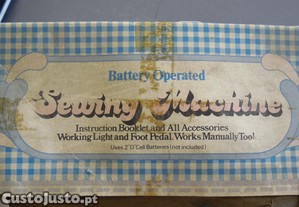 Battery Operated
Sewing Machine
Instruction Booklet and All Accessories
Working Light and Foot Pedal. Works Manually Too!
Uses 2 "D" Cell Batteries (not included)
Custojusto.pt